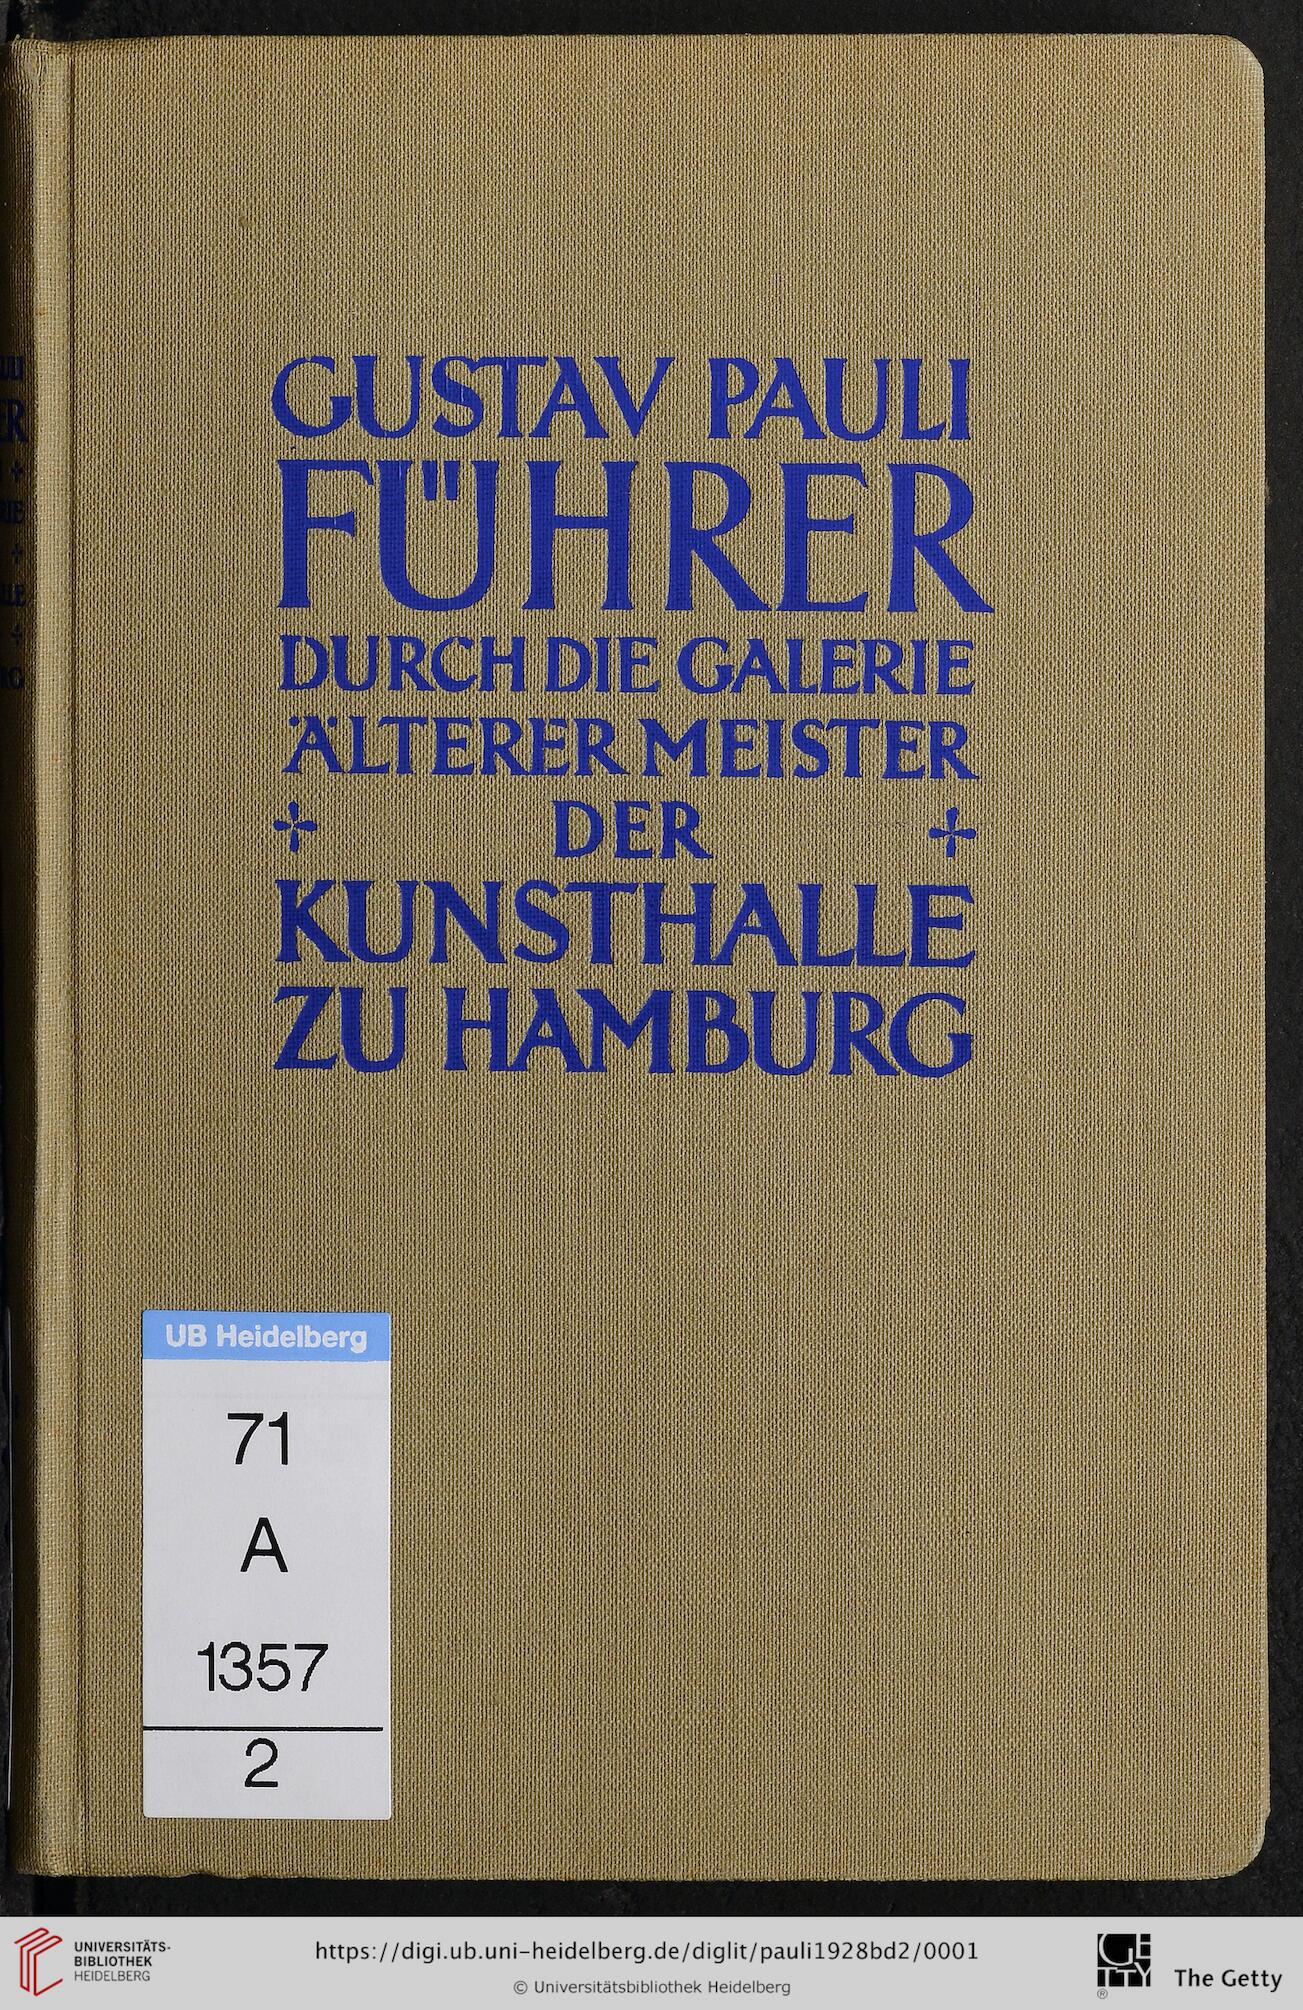 GUSTAV PAULI
FÜHRER
DURCH DIE GALERIE
ÄLTERER MEISTER
DER
KUNSTHALLE
ZU HAMBURG
UB Heidelberg
71
A
1357
2
UNIVERSITÄTS-
BIBLIOTHEK
HEIDELBERG
https://digi.ub.uni-heidelberg.de/diglit/pauli1928bd2/0001
© Universitätsbibliothek Heidelberg
GETTY
®
The Getty